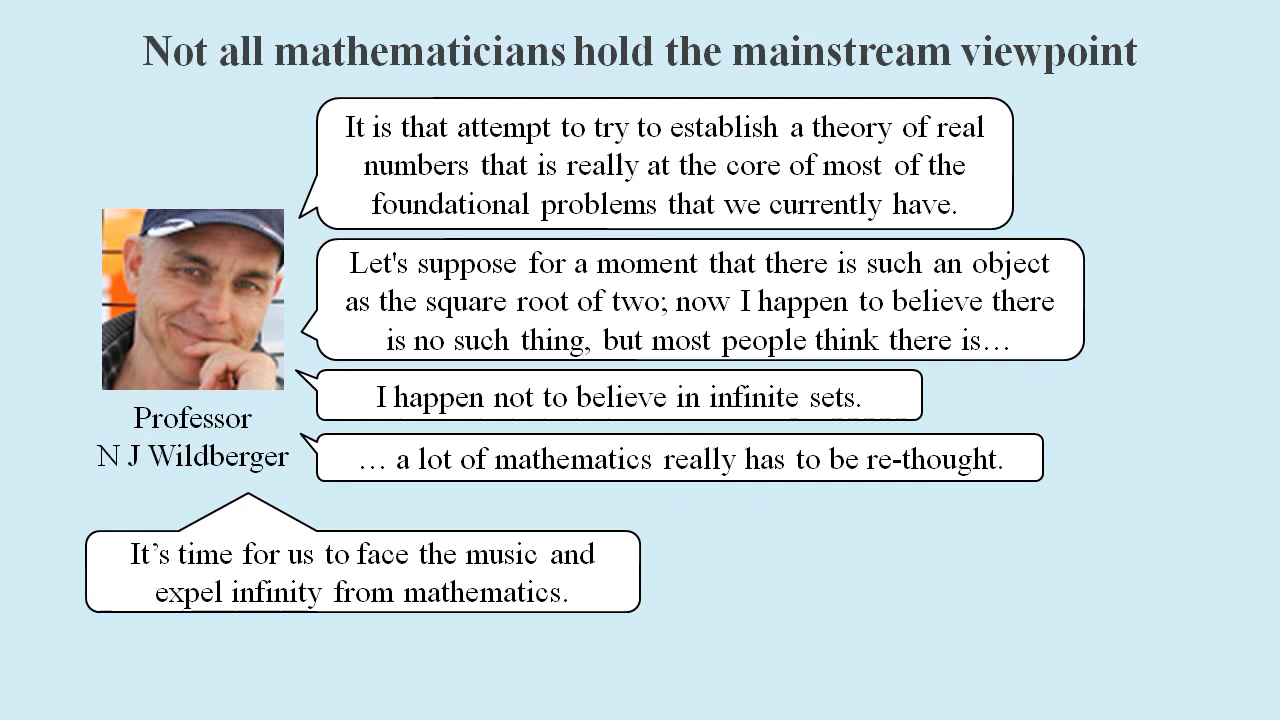 Not all mathematicians hold the mainstream viewpoint
It is that attempt to try to establish a theory of real
numbers that is really at the core of most of the
foundational problems that we currently have.
Let's suppose for a moment that there is such an object
as the square root of two; now I happen to believe there
is no such thing, but most people think there is…
I happen not to believe in infinite sets.
Professor
N J Wildberger
… a lot of mathematics really has to be re-thought.
It’s time for us to face the music and
expel infinity from mathematics.